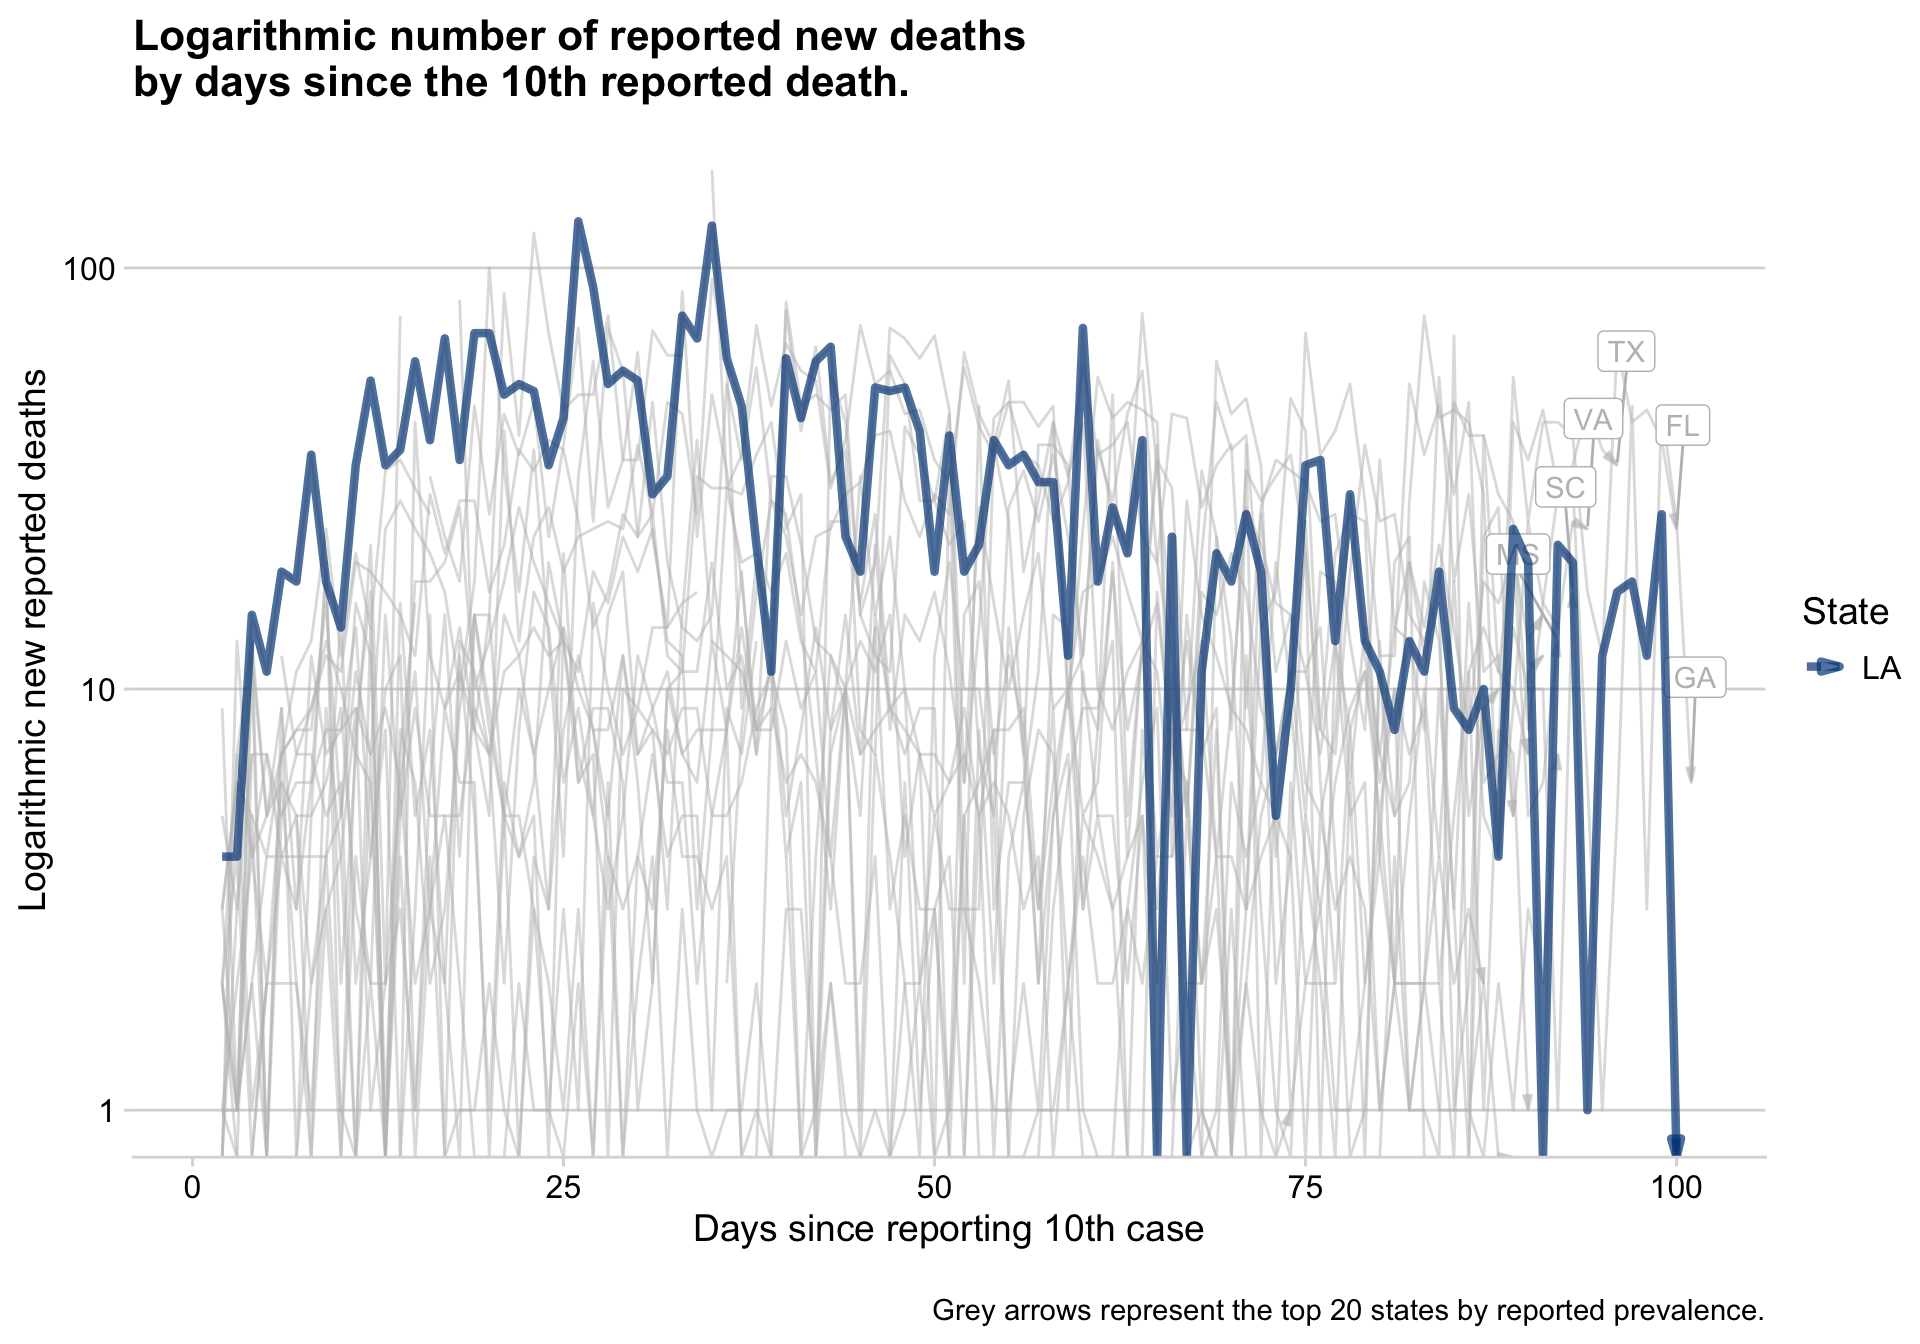 Logarithmic number of reported new deaths
by days since the 10th reported death.
Logarithmic new reported deaths
100
10
1
TX
VA
FL
SC
MS
GA
State
LA
0
25
50
75
100
Days since reporting 10th case
Grey arrows represent the top 20 states by reported prevalence.